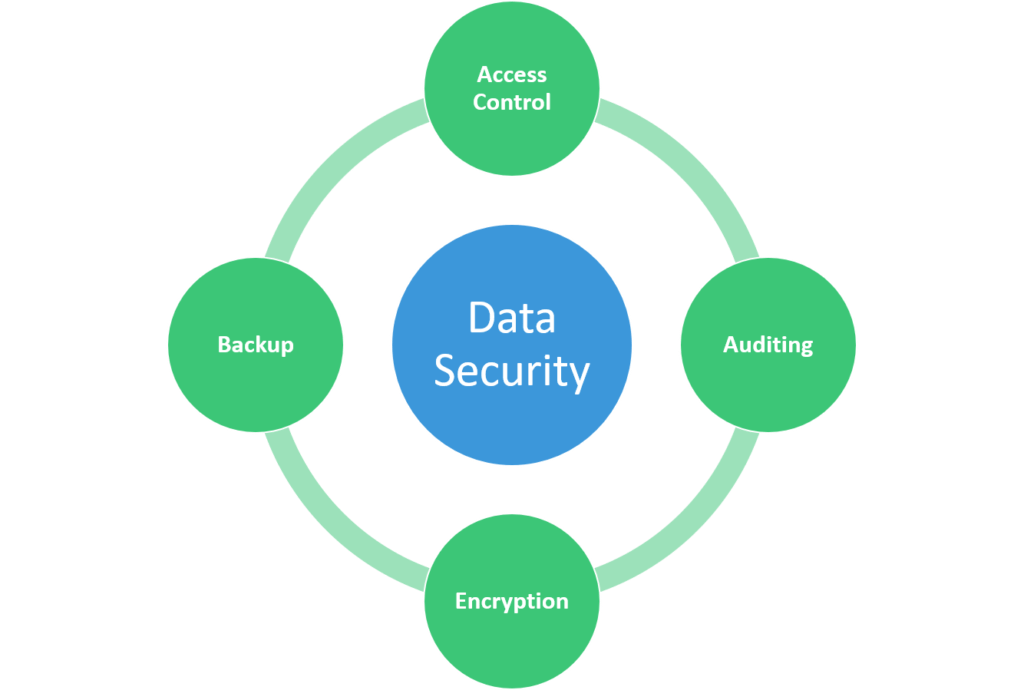 Access
Control
Backup
Data
Security
Auditing
Encryption